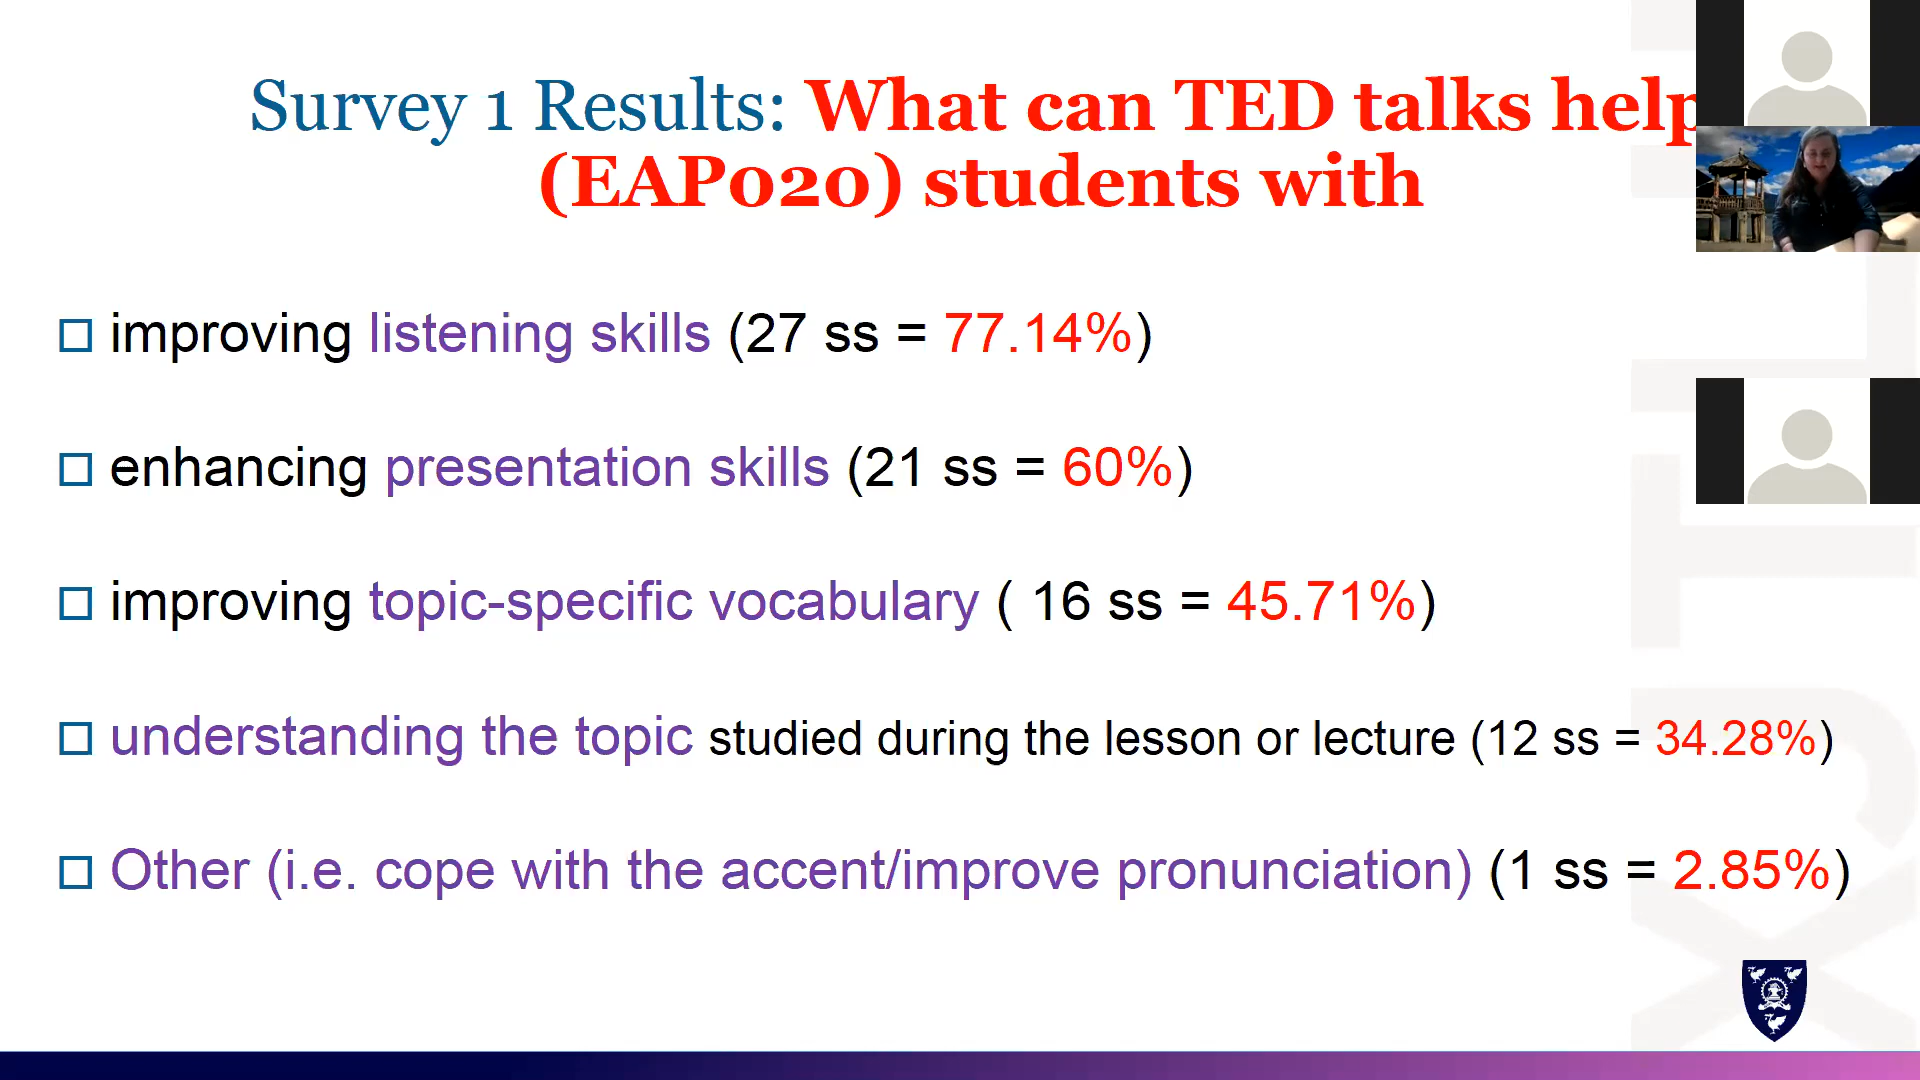 Survey 1 Results: What can TED talks help
(EAP020) students with
improving listening skills (27 ss = 77.14%)
enhancing presentation skills (21 ss = 60%)
improving topic-specific vocabulary ( 16 ss = 45.71%)
understanding the topic studied during the lesson or lecture (12 ss = 34.28%)
Other (i.e. cope with the accent/improve pronunciation) (1 ss = 2.85%)